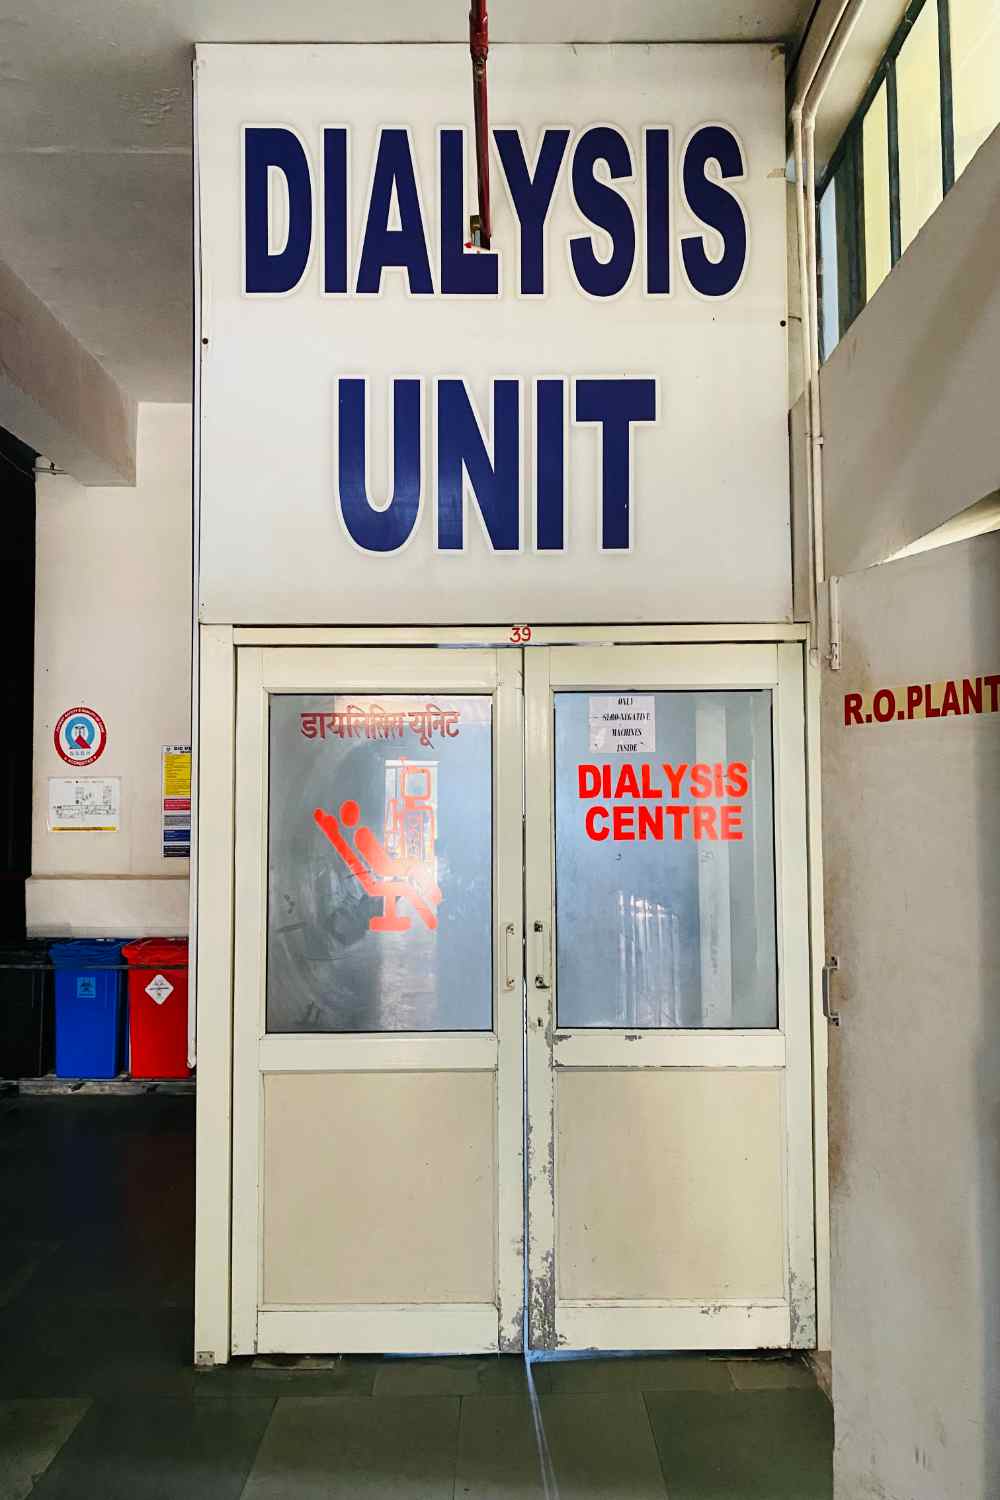 DIALYSIS
UNIT
39
डायलिसिस यूनिट
ONLY
SERO-NEGATIVE
MACHINES
INSIDE
DIALYSIS
CENTRE
R.O.PLANT